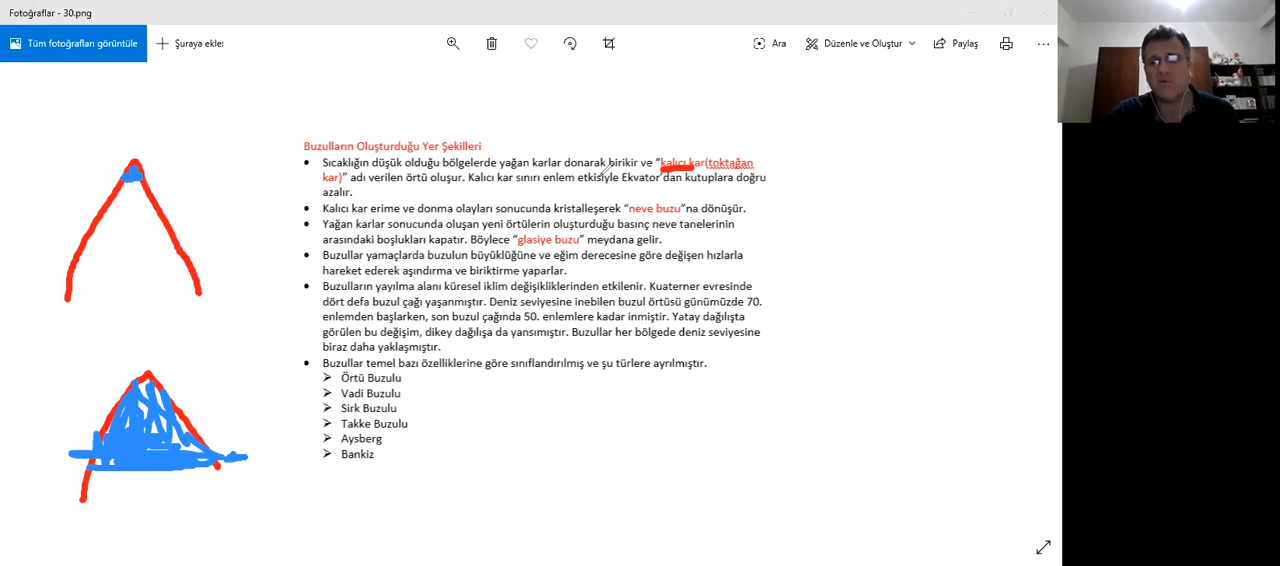 Fotoğraflar - 30.png
Tüm fotoğrafları görüntüle
Şuraya ekle:
Ara
Düzenle ve Oluştur
Paylaş
Buzulların Oluşturduğu Yer Şekilleri
• Sıcaklığın düşük olduğu bölgelerde yağan karlar donarak birikir ve “kalıcı kar(toktağan
kar)” adı verilen örtü oluşur. Kalıcı kar sınırı enlem etkisiyle Ekvator’dan kutuplara doğru
azalır.
• Kalıcı kar erime ve donma olayları sonucunda kristalleşerek “neve buzu”na dönüşür.
• Yağan karlar sonucunda oluşan yeni örtülerin oluşturduğu basınç neve tanelerinin
arasındaki boşlukları kapatır. Böylece “glasiye buzu” meydana gelir.
• Buzullar yamaçlarda buzulun büyüklüğüne ve eğim derecesine göre değişen hızlarla
hareket ederek aşındırma ve biriktirme yaparlar.
• Buzulların yayılma alanı küresel iklim değişikliklerinden etkilenir. Kuaterner evresinde
dört defa buzul çağı yaşanmıştır. Deniz seviyesine inebilen buzul örtüsü günümüzde 70.
enlemden başlarken, son buzul çağında 50. enlemlere kadar inmiştir. Yatay dağılışta
görülen bu değişim, dikey dağılışa da yansımıştır. Buzullar her bölgede deniz seviyesine
biraz daha yaklaşmıştır.
• Buzullar temel bazı özelliklerine göre sınıflandırılmış ve şu türlere ayrılmıştır.
➢ Örtü Buzulu
➢ Vadi Buzulu
➢ Sirk Buzulu
➢ Takke Buzulu
➢ Aysberg
➢ Bankiz